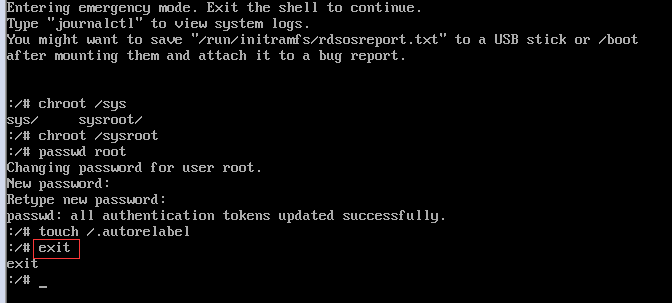 Entering emergency mode. Exit the shell to continue.
Type "journalctl" to view system logs.
You might want to save "/run/initramfs/rdsosreport.txt" to a USB stick or /boot
after mounting them and attach it to a bug report.
:/# chroot /sys
sys/     sysroot/
:/# chroot /sysroot
:/# passwd root
Changing password for user root.
New password:
Retype new password:
passwd: all authentication tokens updated successfully.
:/# touch /.autorelabel
:/# exit
exit
:/# _